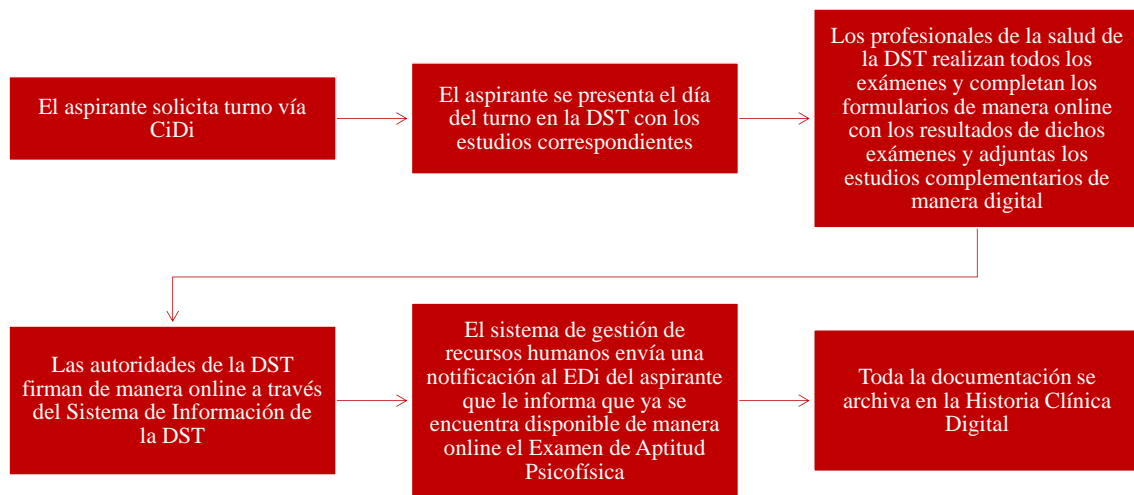 El aspirante solicita turno vía
CiDi
El aspirante se presenta el día
del turno en la DST con los
estudios correspondientes
Los profesionales de la salud de
la DST realizan todos los
exámenes y completan los
formularios de manera online
con los resultados de dichos
exámenes y adjuntas los
estudios complementarios de
manera digital
Las autoridades de la DST
firman de manera online a través
del Sistema de Información de
la DST
El sistema de gestión de
recursos humanos envía una
notificación al EDi del aspirante
que le informa que ya se
encuentra disponible de manera
online el Examen de Aptitud
Psicofísica
Toda la documentación se
archiva en la Historia Clínica
Digital